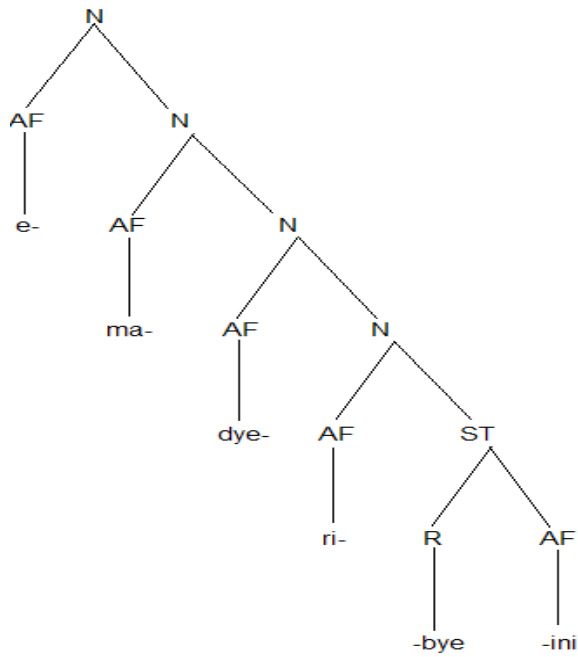 N
AF N
e- AF N
ma- AF N
dye- AF ST
ri- R AF
-bye -ini